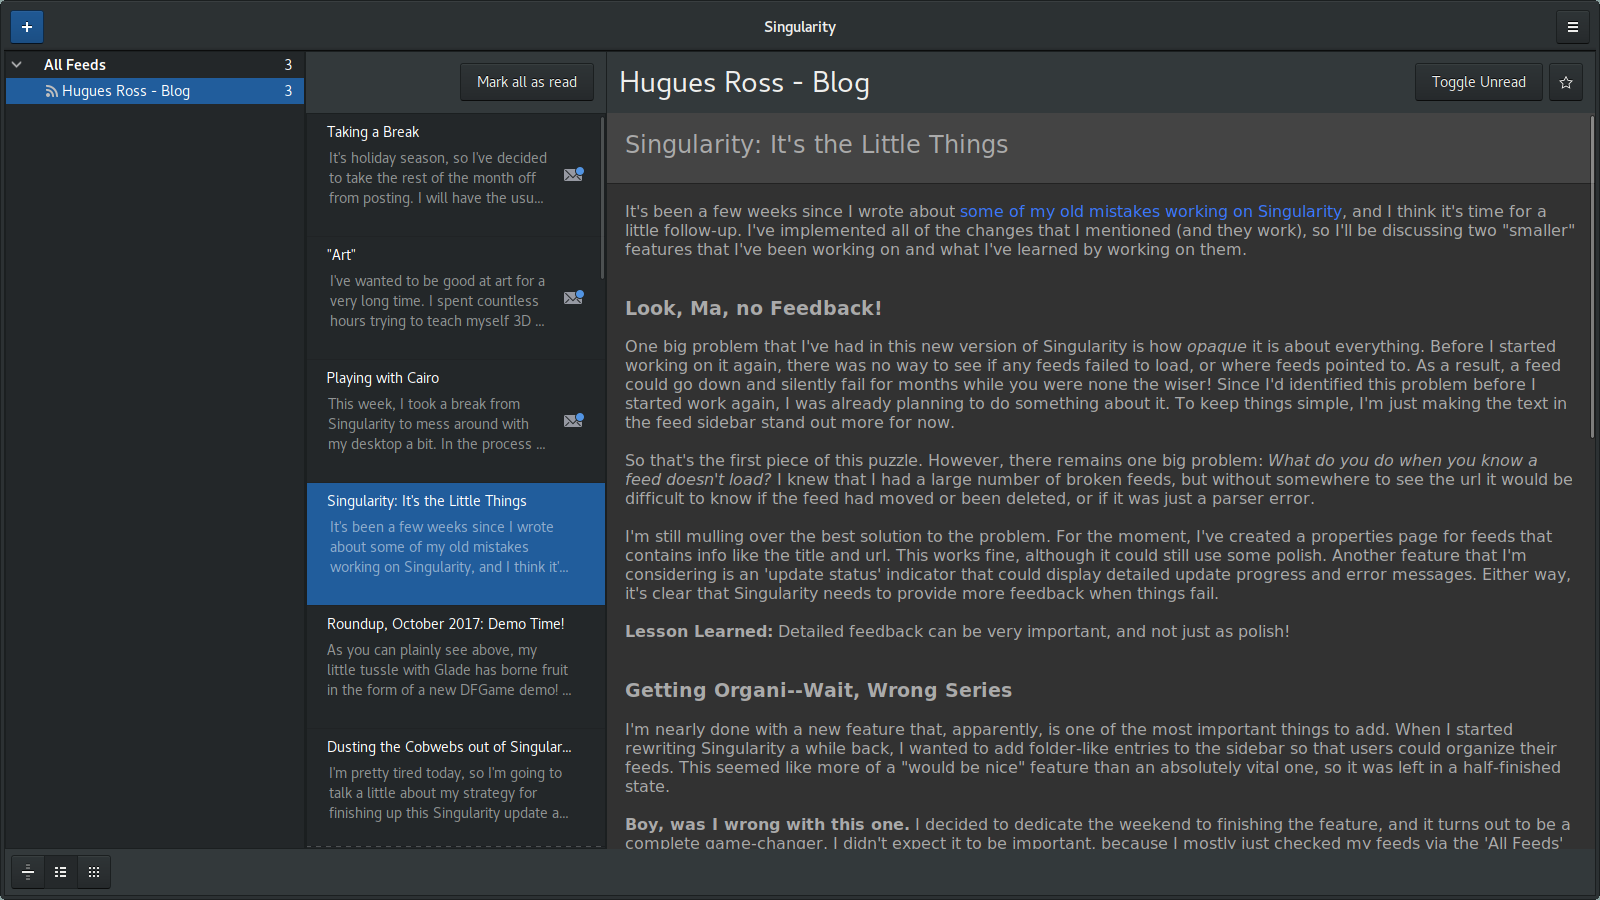 Singularity
All Feeds 3
Hugues Ross - Blog 3
Mark all as read
Taking a Break
It's holiday season, so I've decided
to take the rest of the month off
from posting. I will have the usu...
"Art"
I've wanted to be good at art for a
very long time. I spent countless
hours trying to teach myself 3D ...
Playing with Cairo
This week, I took a break from
Singularity to mess around with
my desktop a bit. In the process ...
Singularity: It's the Little Things
It's been a few weeks since I wrote
about some of my old mistakes
working on Singularity, and I think it'...
Roundup, October 2017: Demo Time!
As you can plainly see above, my
little tussle with Glade has borne fruit
in the form of a new DFGame demo! ...
Dusting the Cobwebs out of Singular...
I'm pretty tired today, so I'm going to
talk a little about my strategy for
finishing up this Singularity update a...
Hugues Ross - Blog
Toggle Unread
Singularity: It's the Little Things
It's been a few weeks since I wrote about some of my old mistakes working on Singularity, and I think it's time for a
little follow-up. I've implemented all of the changes that I mentioned (and they work), so I'll be discussing two "smaller"
features that I've been working on and what I've learned by working on them.
Look, Ma, no Feedback!
One big problem that I've had in this new version of Singularity is how opaque it is about everything. Before I started
working on it again, there was no way to see if any feeds failed to load, or where feeds pointed to. As a result, a feed
could go down and silently fail for months while you were none the wiser! Since I'd identified this problem before I
started work again, I was already planning to do something about it. To keep things simple, I'm just making the text in
the feed sidebar stand out more for now.
So that's the first piece of this puzzle. However, there remains one big problem: What do you do when you know a
feed doesn't load? I knew that I had a large number of broken feeds, but without somewhere to see the url it would be
difficult to know if the feed had moved or been deleted, or if it was just a parser error.
I'm still mulling over the best solution to the problem. For the moment, I've created a properties page for feeds that
contains info like the title and url. This works fine, although it could still use some polish. Another feature that I'm
considering is an 'update status' indicator that could display detailed update progress and error messages. Either way,
it's clear that Singularity needs to provide more feedback when things fail.
Lesson Learned: Detailed feedback can be very important, and not just as polish!
Getting Organi--Wait, Wrong Series
I'm nearly done with a new feature that, apparently, is one of the most important things to add. When I started
rewriting Singularity a while back, I wanted to add folder-like entries to the sidebar so that users could organize their
feeds. This seemed like more of a "would be nice" feature than an absolutely vital one, so it was left in a half-finished
state.
Boy, was I wrong with this one. I decided to dedicate the weekend to finishing the feature, and it turns out to be a
complete game-changer. I didn't expect it to be important, because I mostly just checked my feeds via the 'All Feeds'